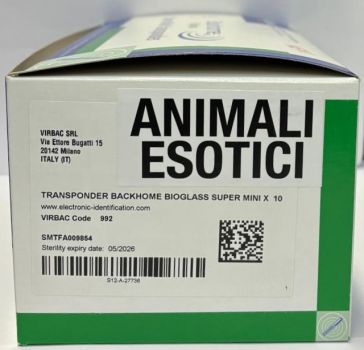 VIRBAC SRL
Via Ettore Bugatti 15
20142 Milano
ITALY (IT)
ANIMALI
ESOTICI
TRANSPONDER BACKHOME BIOGLASS SUPER MINI X 10
www.electronic-identification.com
VIRBAC Code 992
SMTFA009854
Sterility expiry date: 05/2026
S12-A-27736